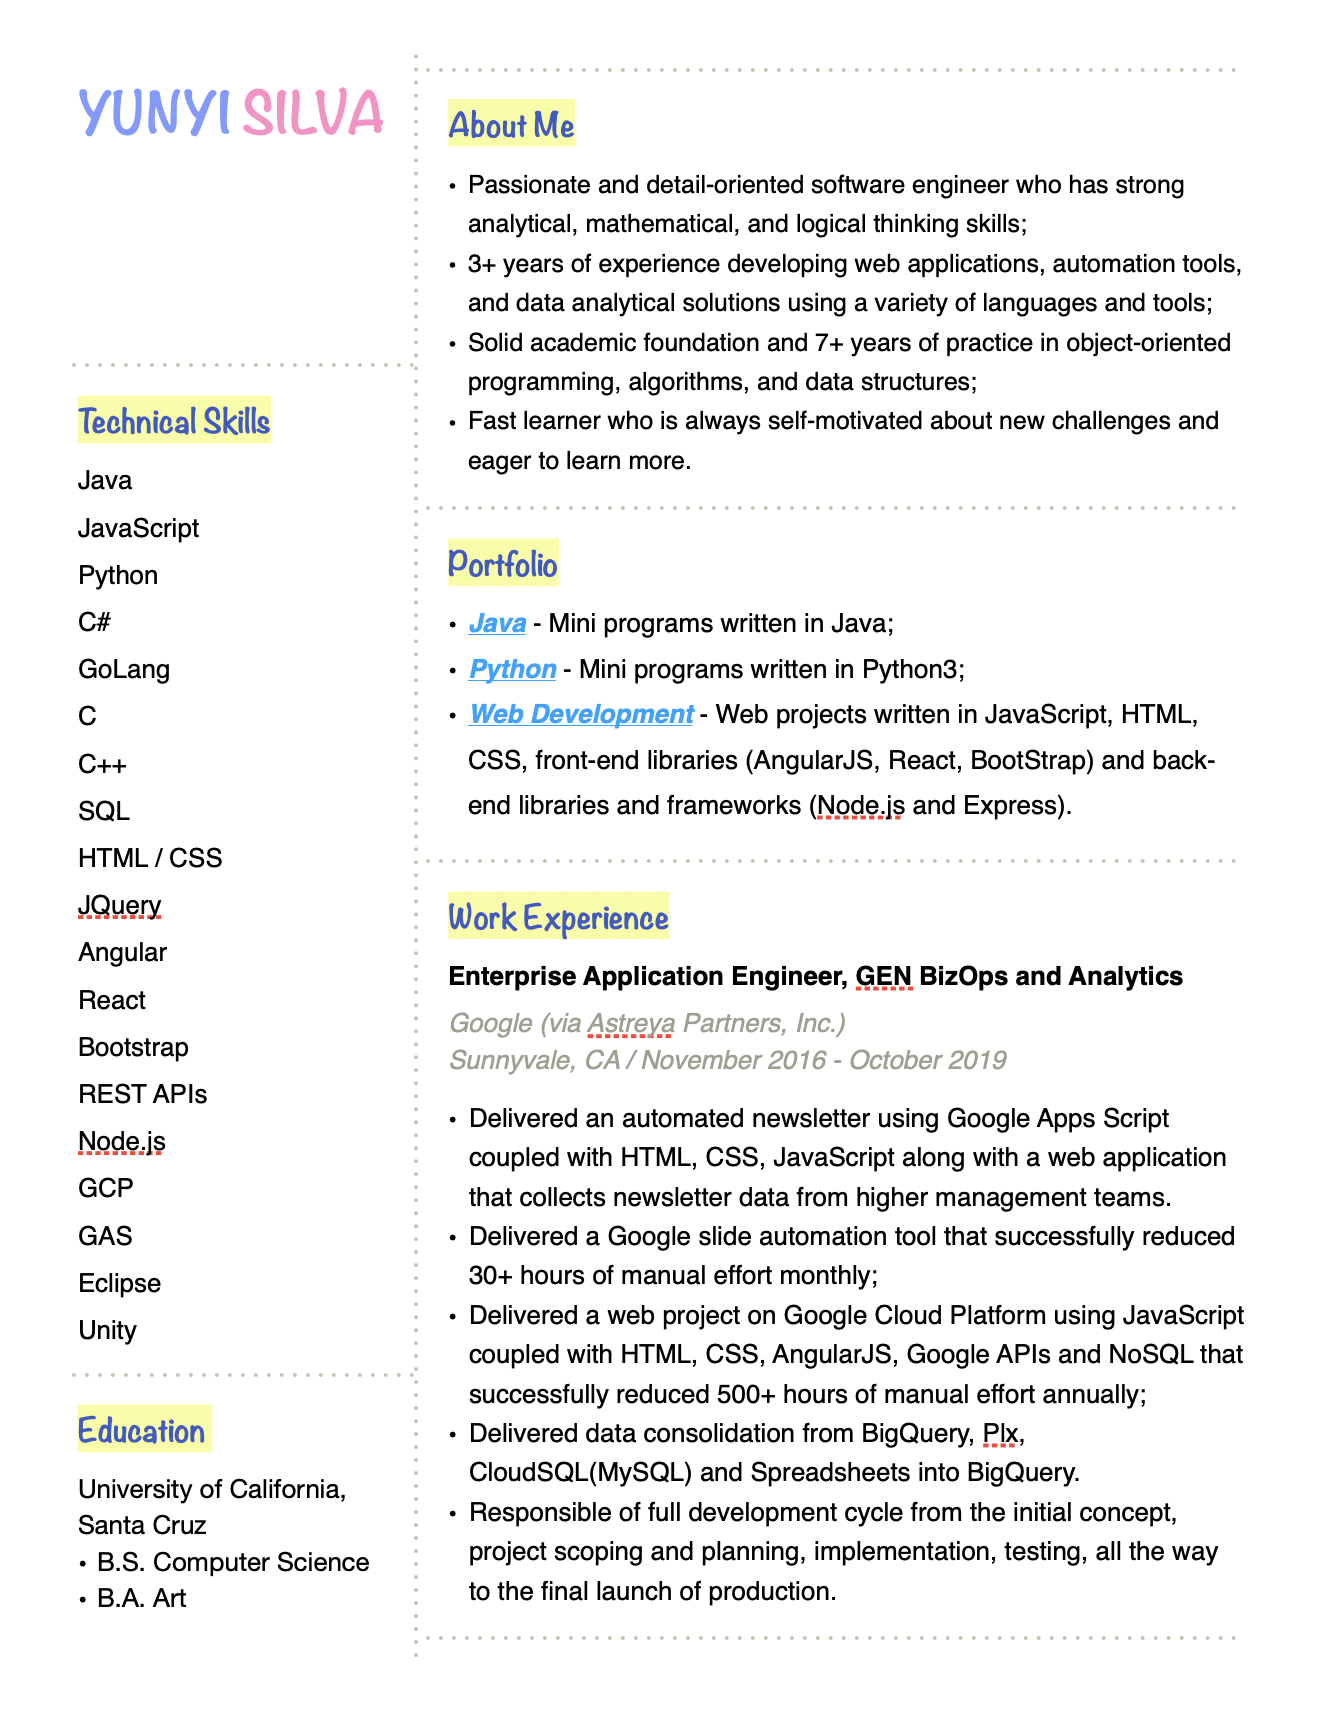 YUNYI SILVA
Technical Skills
Java
JavaScript
Python
C#
GoLang
C
C++
SQL
HTML / CSS
JQuery
Angular
React
Bootstrap
REST APIs
Node.js
GCP
GAS
Eclipse
Unity
Education
University of California,
Santa Cruz
• B.S. Computer Science
• B.A. Art
About Me
• Passionate and detail-oriented software engineer who has strong
analytical, mathematical, and logical thinking skills;
• 3+ years of experience developing web applications, automation tools,
and data analytical solutions using a variety of languages and tools;
• Solid academic foundation and 7+ years of practice in object-oriented
programming, algorithms, and data structures;
• Fast learner who is always self-motivated about new challenges and
eager to learn more.
Portfolio
• Java - Mini programs written in Java;
• Python - Mini programs written in Python3;
• Web Development - Web projects written in JavaScript, HTML,
CSS, front-end libraries (AngularJS, React, BootStrap) and back-
end libraries and frameworks (Node.js and Express).
Work Experience
Enterprise Application Engineer, GEN BizOps and Analytics
Google (via Astreya Partners, Inc.)
Sunnyvale, CA / November 2016 - October 2019
• Delivered an automated newsletter using Google Apps Script
coupled with HTML, CSS, JavaScript along with a web application
that collects newsletter data from higher management teams.
• Delivered a Google slide automation tool that successfully reduced
30+ hours of manual effort monthly;
• Delivered a web project on Google Cloud Platform using JavaScript
coupled with HTML, CSS, AngularJS, Google APIs and NoSQL that
successfully reduced 500+ hours of manual effort annually;
• Delivered data consolidation from BigQuery, Plx,
CloudSQL(MySQL) and Spreadsheets into BigQuery.
• Responsible of full development cycle from the initial concept,
project scoping and planning, implementation, testing, all the way
to the final launch of production.